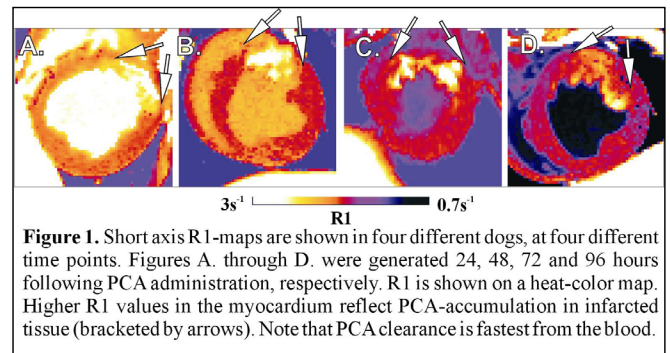 A. B. C. D.
3s-1 0.7s-1
R1
Figure 1. Short axis R1-maps are shown in four different dogs, at four different
time points. Figures A. through D. were generated 24, 48, 72 and 96 hours
following PCA administration, respectively. R1 is shown on a heat-color map.
Higher R1 values in the myocardium reflect PCA-accumulation in infarcted
tissue (bracketed by arrows). Note that PCA clearance is fastest from the blood.